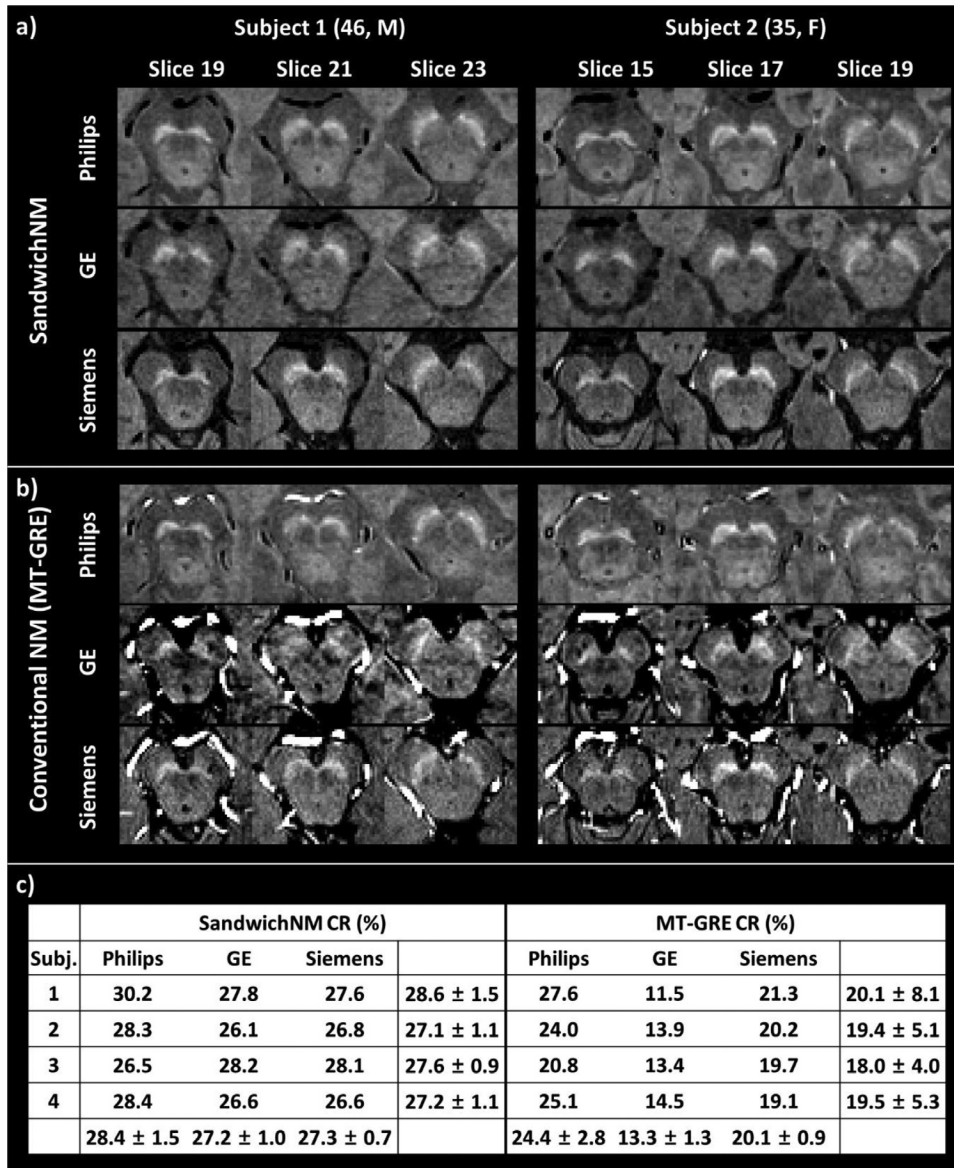 a)
Subject 1 (46, M)
Subject 2 (35, F)
Slice 19
Slice 21
Slice 23
Slice 15
Slice 17
Slice 19
SandwichNM
Philips
GE
Siemens
b)
Conventional NM (MT-GRE)
Philips
GE
Siemens
c)
SandwichNM CR (%) MT-GRE CR (%)
Subj. Philips GE Siemens Philips GE Siemens
1 30.2 27.8 27.6 28.6 ± 1.5 27.6 11.5 21.3 20.1 ± 8.1
2 28.3 26.1 26.8 27.1 ± 1.1 24.0 13.9 20.2 19.4 ± 5.1
3 26.5 28.2 28.1 27.6 ± 0.9 20.8 13.4 19.7 18.0 ± 4.0
4 28.4 26.6 26.6 27.2 ± 1.1 25.1 14.5 19.1 19.5 ± 5.3
28.4 ± 1.5 27.2 ± 1.0 27.3 ± 0.7 24.4 ± 2.8 13.3 ± 1.3 20.1 ± 0.9